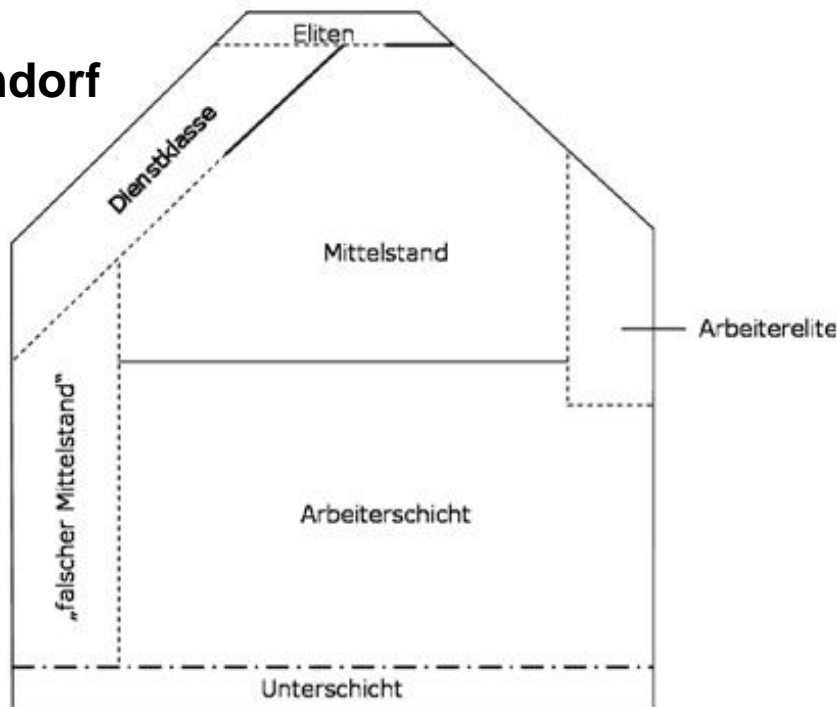 Eliten
ndorf
Dienstklasse
Mittelstand
Arbeiterelite
„falscher Mittelstand“
Arbeiterschicht
Unterschicht